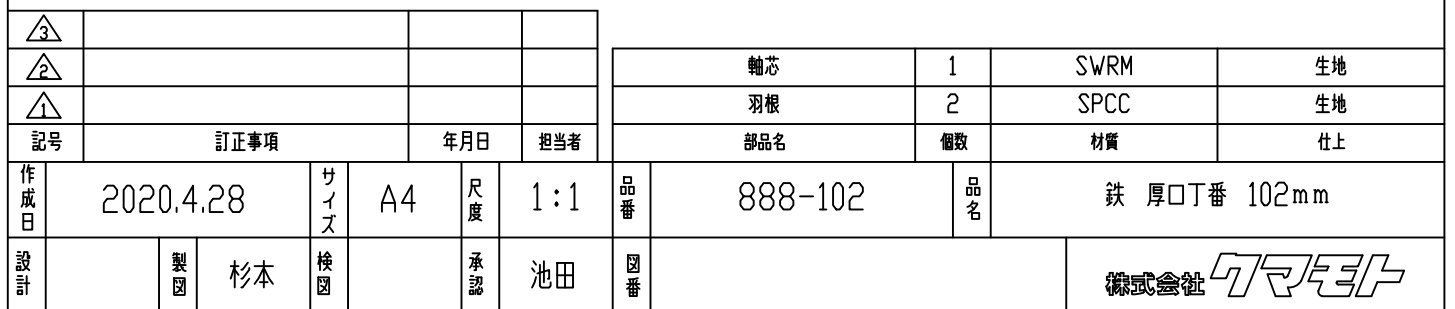 3
2
1
記号 訂正事項 年月日 担当者
軸芯 1 SWRM 生地
羽根 2 SPCC 生地
部品名 個数 材質 仕上
作成日 2020.4.28 サイズ A4 尺度 1:1 品番 888-102 品名 鉄 厚口丁番 102mm
設計 製図 杉本 検図 承認 池田 図番 株式会社クマモト